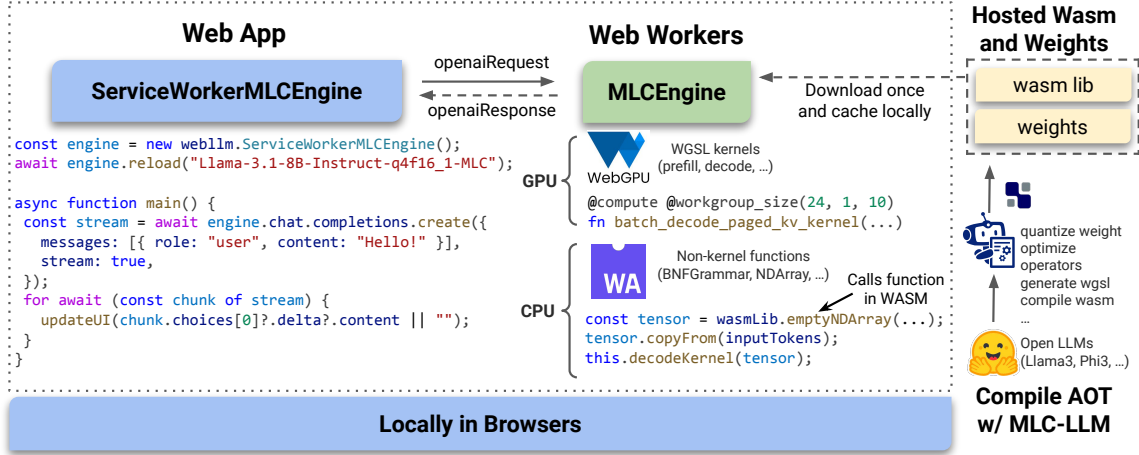 Web App
ServiceWorkerMLCEngine
openaiRequest
openaiResponse
Web Workers
MLCEngine
Download once
and cache locally
Hosted Wasm
and Weights
wasm lib
weights
const engine = new webllm.ServiceWorkerMLCEngine();
await engine.reload("Llama-3.1-8B-Instruct-q4f16_1-MLC");
async function main() {
const stream = await engine.chat.completions.create({
messages: [{ role: "user", content: "Hello!" }],
stream: true,
});
for await (const chunk of stream) {
updateUI(chunk.choices[0]?.delta?.content || "");
}
}
GPU
WebGPU
WGSL kernels
(prefill, decode, ...)
@compute @workgroup_size(24, 1, 10)
fn batch_decode_paged_kv_kernel(...)
CPU
WA
Non-kernel functions
(BNFGrammar, NDArray, ...)
Calls function
in WASM
const tensor = wasmLib.emptyNDArray(...);
tensor.copyFrom(inputTokens);
this.decodeKernel(tensor);
quantize weight
optimize
operators
generate wgsl
compile wasm
...
Open LLMs
(Llama3, Phi3, ...)
Compile AOT
w/ MLC-LLM
Locally in Browsers